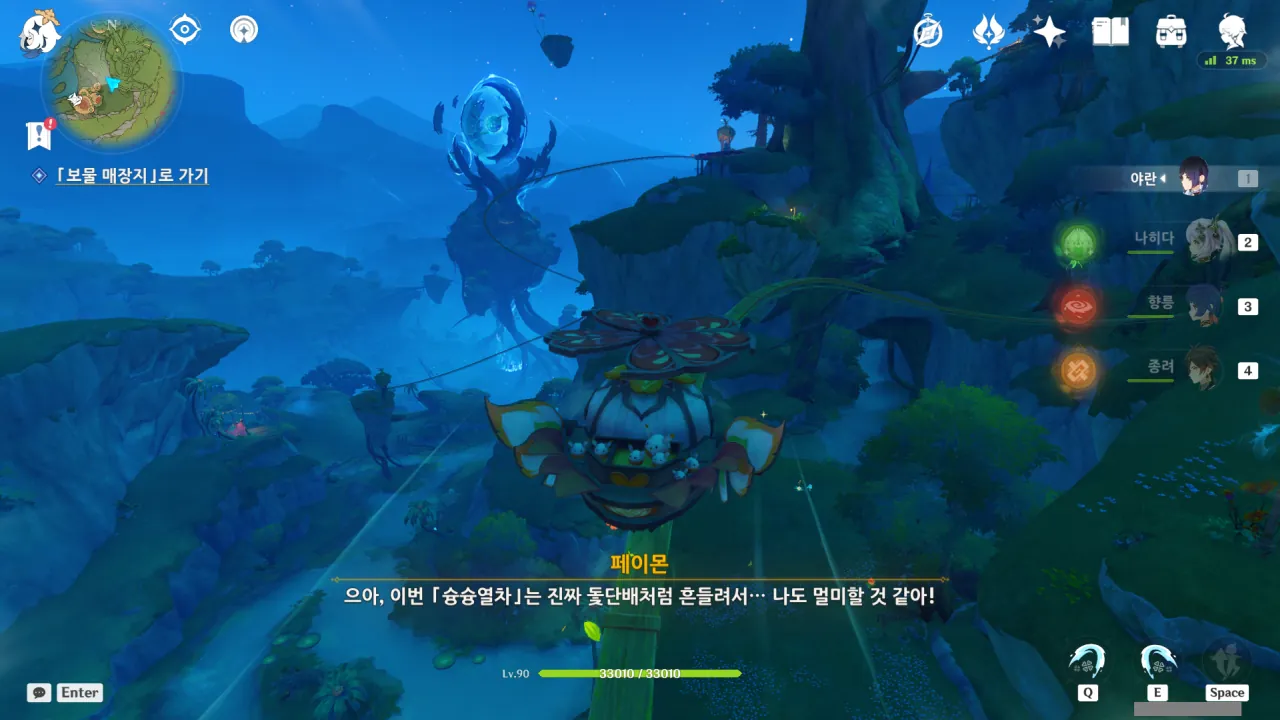 N
37 ms
「보물 매장지」로 가기
야란
1
나히다
2
향릉
3
종려
4
페이몬
으아, 이번 「슝슝열차」는 진짜 돛단배처럼 흔들려서… 나도 멀미할 것 같아!
Lv.90
33010 / 33010
Enter
Q
E
Space